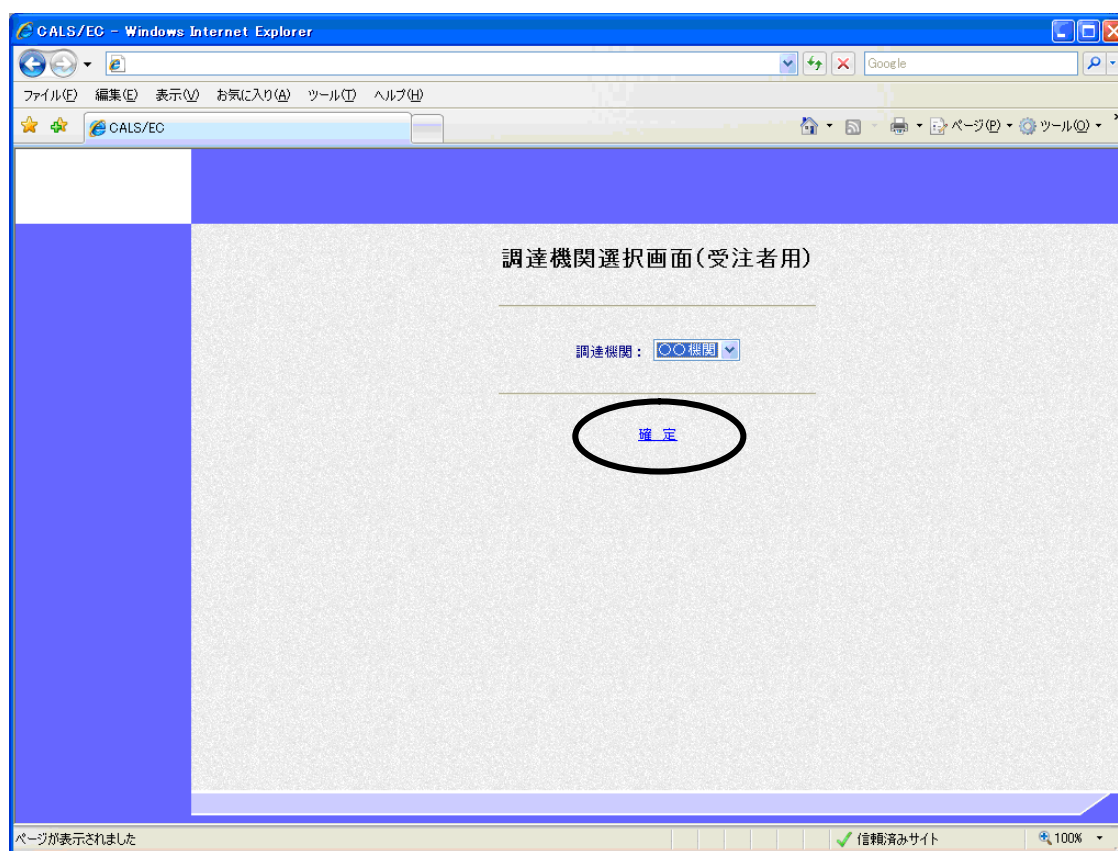 CALS/EC - Windows Internet Explorer
Google
ファイル(F) 編集(E) 表示(V) お気に入り(A) ツール(T) ヘルプ(H)
CALS/EC
ページ(P) ツール(O)
調達機関選択画面(受注者用)
調達機関： 〇〇機関
確 定
ページが表示されました 信頼済みサイト 100%